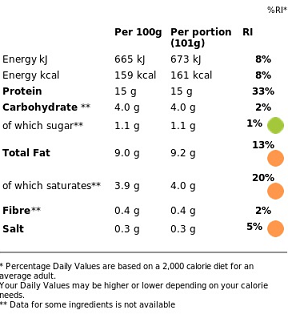 %RI*
Per 100g Per portion RI
(101g)
Energy kJ 665 kJ 673 kJ 8%
Energy kcal 159 kcal 161 kcal 8%
Protein 15 g 15 g 33%
Carbohydrate ** 4.0 g 4.0 g 2%
of which sugar** 1.1 g 1.1 g 1%
Total Fat 9.0 g 9.2 g 13%
of which saturates** 3.9 g 4.0 g 20%
Fibre** 0.4 g 0.4 g 2%
Salt 0.3 g 0.3 g 5%
* Percentage Daily Values are based on a 2,000 calorie diet for an
average adult.
Your Daily Values may be higher or lower depending on your calorie
needs.
** Data for some ingredients is not available